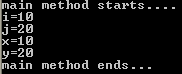 main method starts....
i=10
j=20
x=10
y=20
main method ends...